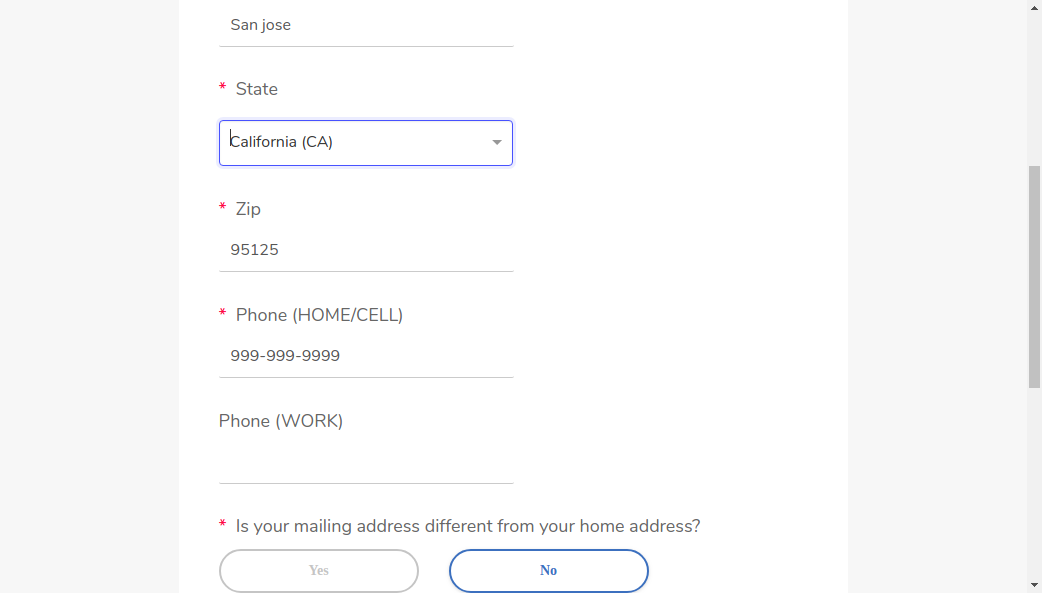 San jose
* State
California (CA)
* Zip
95125
* Phone (HOME/CELL)
999-999-9999
Phone (WORK)
* Is your mailing address different from your home address?
Yes
No